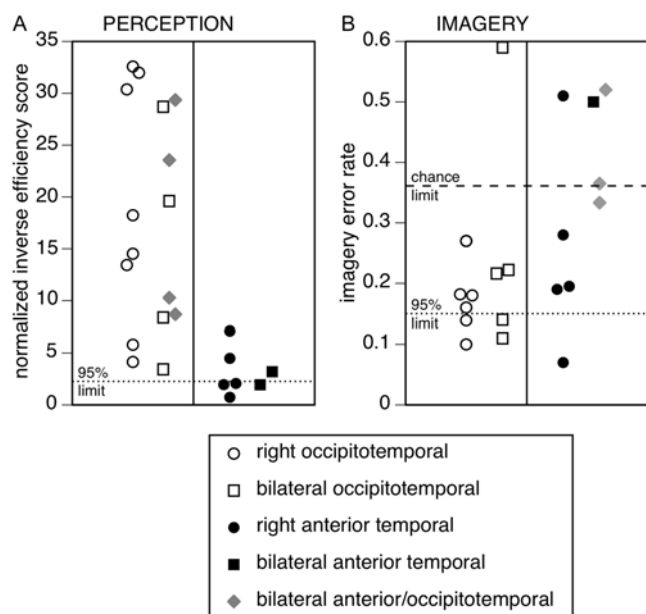 A PERCEPTION
35
30
25
20
15
10
5
0
normalized inverse efficiency score
95%
limit
B IMAGERY
0.6
0.5
0.4
0.3
0.2
0.1
0
imagery error rate
chance
limit
95%
limit
right occipitotemporal
bilateral occipitotemporal
right anterior temporal
bilateral anterior temporal
bilateral anterior/occipitotemporal